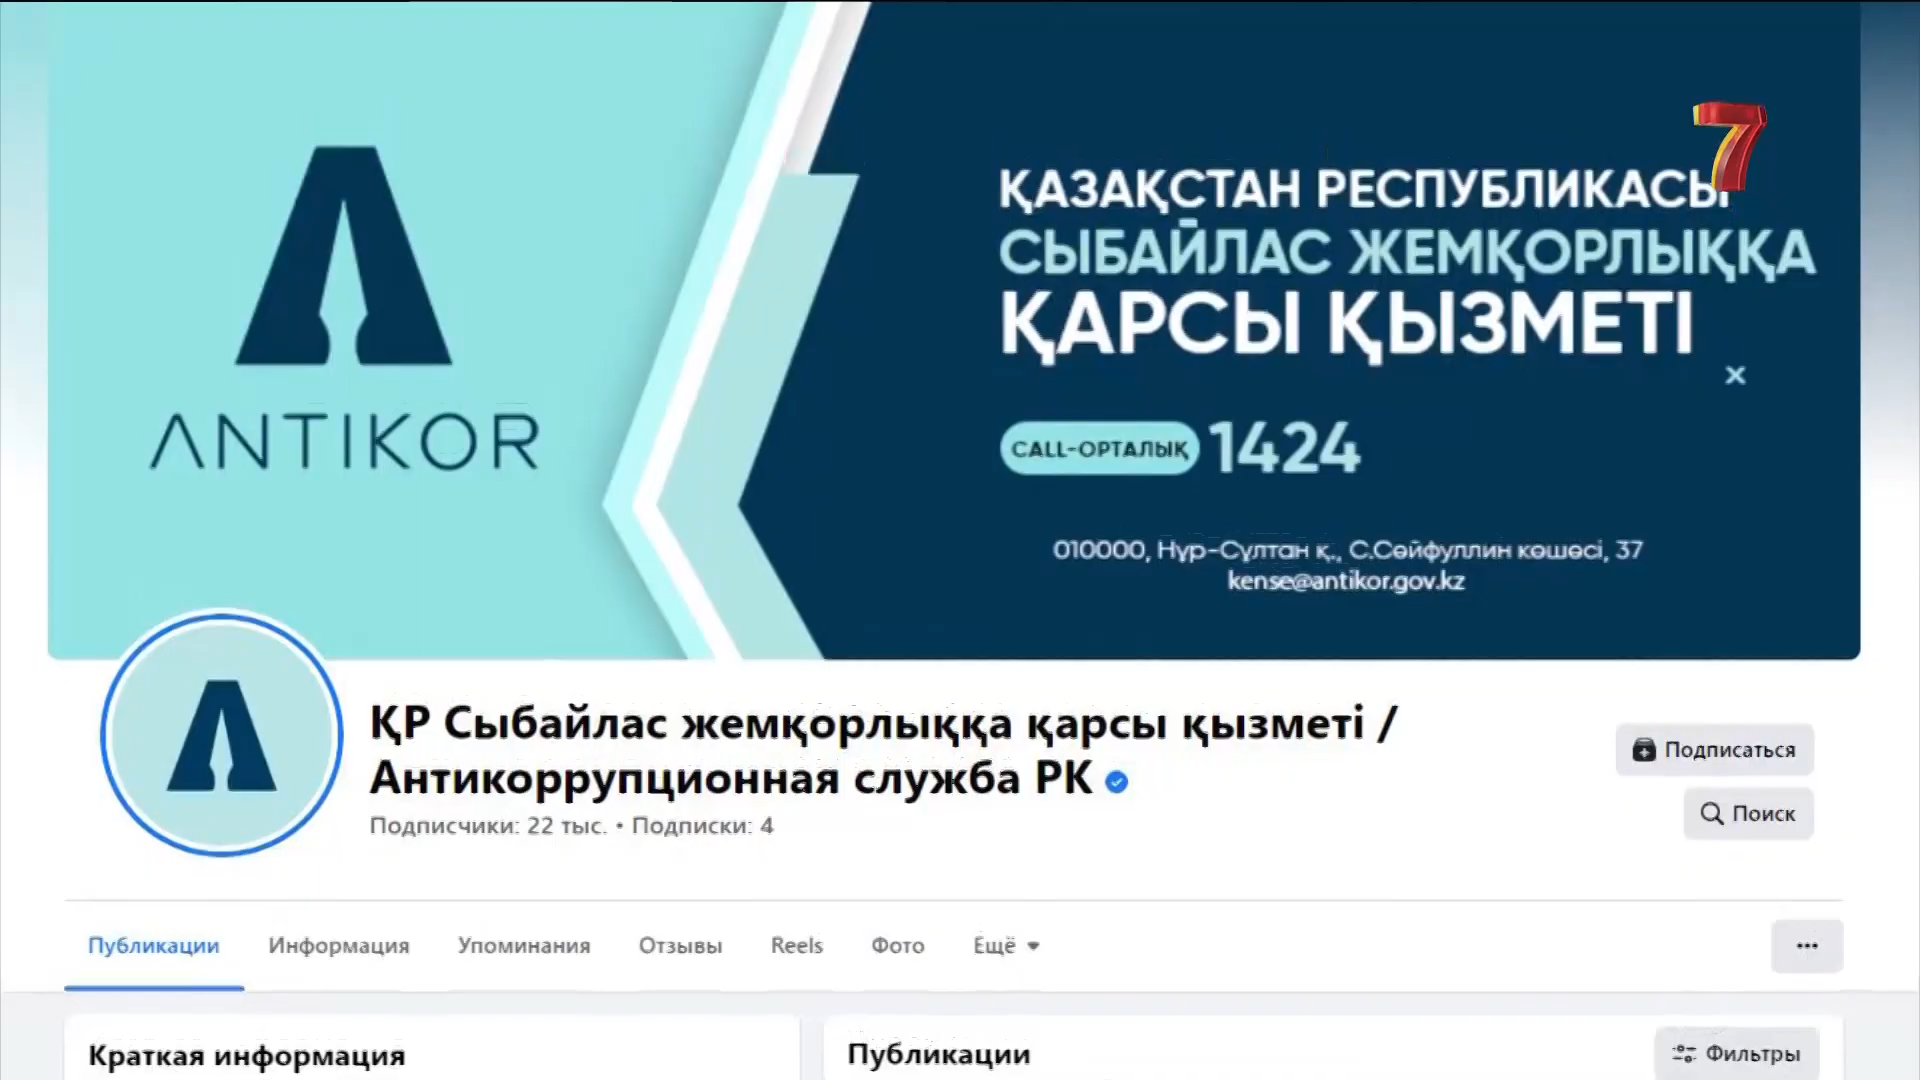 7
ANTIKOR
ҚАЗАҚСТАН РЕСПУБЛИКАСЫ
СЫБАЙЛАС ЖЕМҚОРЛЫҚҚА
ҚАРСЫ ҚЫЗМЕТІ
CALL-ОРТАЛЫҚ 1424
010000, Нұр-Сұлтан қ., С.Сейфуллин көшесі, 37
kense@antikor.gov.kz
ҚР Сыбайлас жемқорлыққа қарсы қызметі /
Антикоррупционная служба РК
Подписчики: 22 тыс. • Подписки: 4
Подписаться
Поиск
Публикации Информация Упоминания Отзывы Reels Фото Ещё
Краткая информация
Публикации
Фильтры